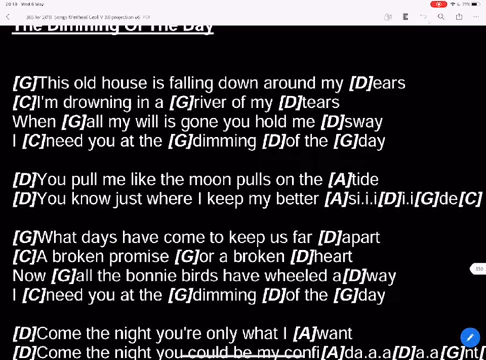 The Dimming Of The Day
[G]This old house is falling down around my [D]ears
[C]I'm drowning in a [G]river of my [D]tears
When [G]all my will is gone you hold me [D]sway
I [C]need you at the [G]dimming [D]of the [G]day
[D]You pull me like the moon pulls on the [A]tide
[D]You know just where I keep my better [A]si.i.i[D]i.i[G]de[C]
[G]What days have come to keep us far [D]apart
[C]A broken promise [G]or a broken [D]heart
Now [G]all the bonnie birds have wheeled a[D]way
I [C]need you at the [G]dimming [D]of the [G]day
[D]Come the night you're only what I [A]want
[D]Come the night you could be my confi[A]da.a.a[D]a.a[G]nt[